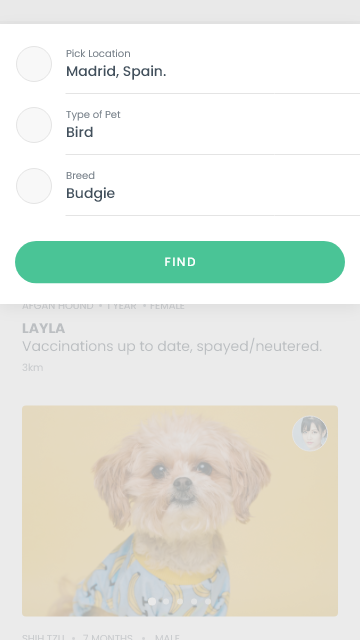 Pick Location
Madrid, Spain.
Type of Pet
Bird
Breed
Budgie
FIND
AFGAN HOUND • 1 YEAR • FEMALE
LAYLA
Vaccinations up to date, spayed/neutered.
3km
SHIH TZU • 7 MONTHS • MALE